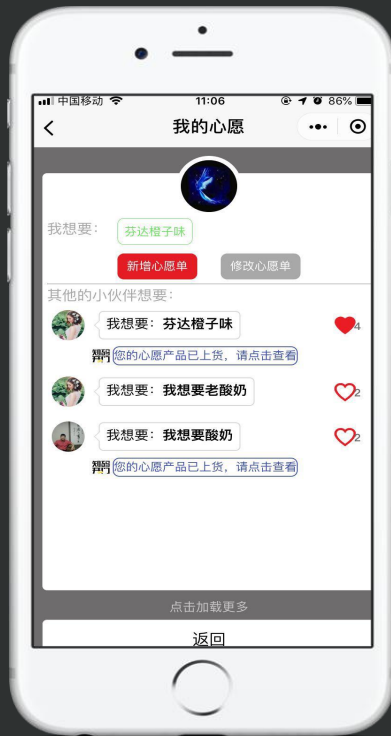 中国移动 11:06 86%
我的心愿
我想要： 芬达橙子味
新增心愿单 修改心愿单
其他的小伙伴想要：
我想要：芬达橙子味 4
您的心愿产品已上货，请点击查看
我想要：我想要老酸奶 2
我想要：我想要酸奶 2
您的心愿产品已上货，请点击查看
点击加载更多
返回